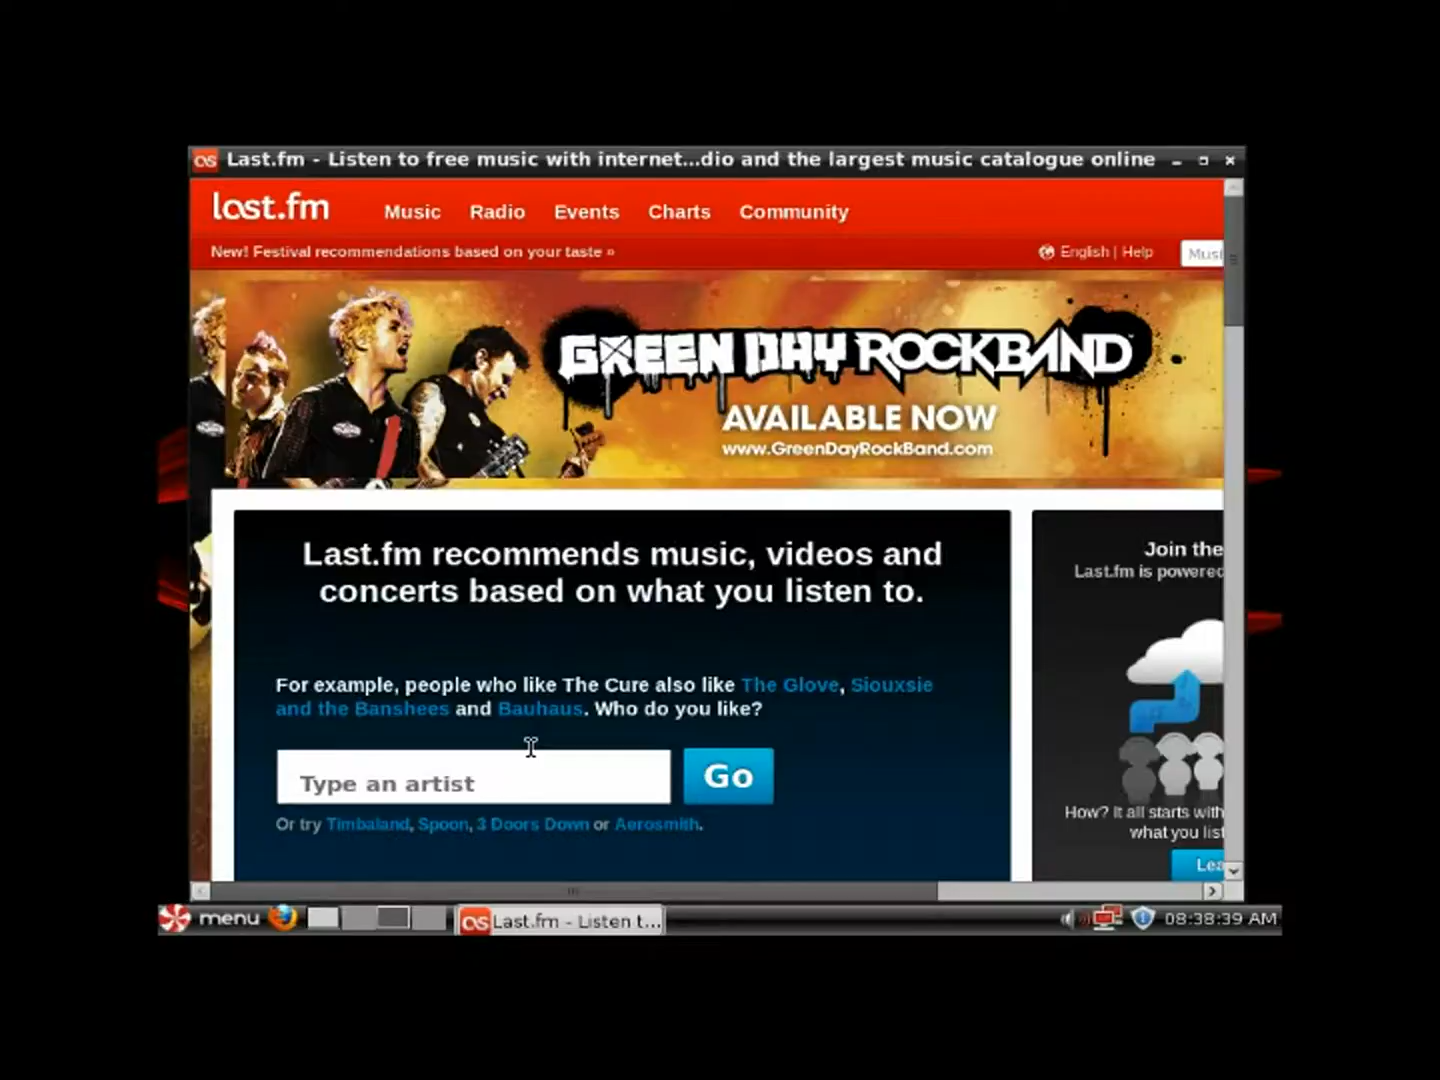 Last.fm - Listen to free music with internet...dio and the largest music catalogue online
last.fm Music Radio Events Charts Community
New! Festival recommendations based on your taste » English | Help Musi
GREEN DAY ROCKBAND
AVAILABLE NOW
www.GreenDayRockBand.com
Last.fm recommends music, videos and
concerts based on what you listen to.
For example, people who like The Cure also like The Glove, Siouxsie
and the Banshees and Bauhaus. Who do you like?
Type an artist Go
Or try Timbaland, Spoon, 3 Doors Down or Aerosmith.
Join the
Last.fm is powered
How? It all starts with
what you list
Lea
menu Last.fm - Listen t... 08:38:39 AM